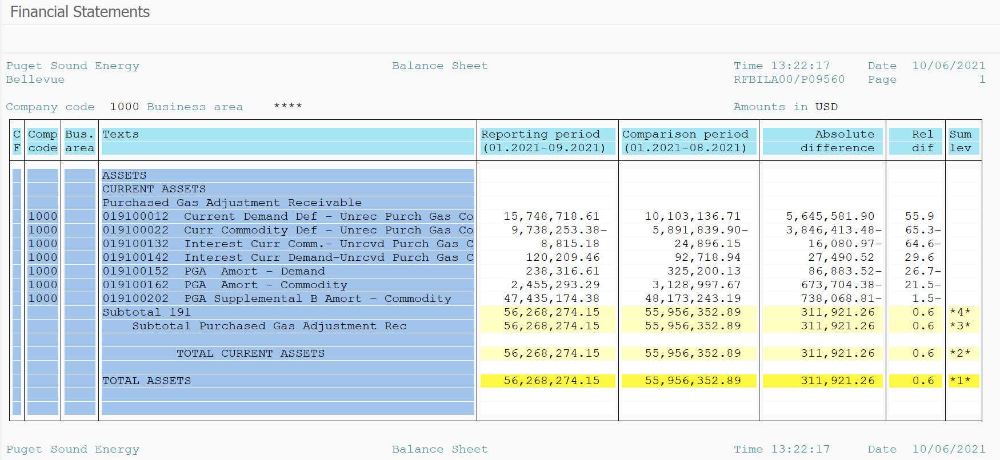 Financial Statements
Puget Sound Energy Balance Sheet Time 13:22:17 Date 10/06/2021
Bellevue RFBILA00/P09560 Page 1
Company code 1000 Business area **** Amounts in USD
C Comp Bus. Texts Reporting period Comparison period Absolute Rel Sum
F code area (01.2021-09.2021) (01.2021-08.2021) difference dif lev
ASSETS
CURRENT ASSETS
Purchased Gas Adjustment Receivable
1000 019100012 Current Demand Def - Unrec Purch Gas Co 15,748,718.61 10,103,136.71 5,645,581.90 55.9
1000 019100022 Curr Commodity Def - Unrec Purch Gas Co 9,738,253.38- 5,891,839.90- 3,846,413.48- 65.3-
1000 019100132 Interest Curr Comm.- Unrcvd Purch Gas C 8,815.18 24,896.15 16,080.97- 64.6-
1000 019100142 Interest Curr Demand-Unrcvd Purch Gas C 120,209.46 92,718.94 27,490.52 29.6
1000 019100152 PGA Amort - Demand 238,316.61 325,200.13 86,883.52- 26.7-
1000 019100162 PGA Amort - Commodity 2,455,293.29 3,128,997.67 673,704.38- 21.5-
1000 019100202 PGA Supplemental B Amort - Commodity 47,435,174.38 48,173,243.19 738,068.81- 1.5-
Subtotal 191 56,268,274.15 55,956,352.89 311,921.26 0.6 *4*
Subtotal Purchased Gas Adjustment Rec 56,268,274.15 55,956,352.89 311,921.26 0.6 *3*
TOTAL CURRENT ASSETS 56,268,274.15 55,956,352.89 311,921.26 0.6 *2*
TOTAL ASSETS 56,268,274.15 55,956,352.89 311,921.26 0.6 *1*
Puget Sound Energy Balance Sheet Time 13:22:17 Date 10/06/2021